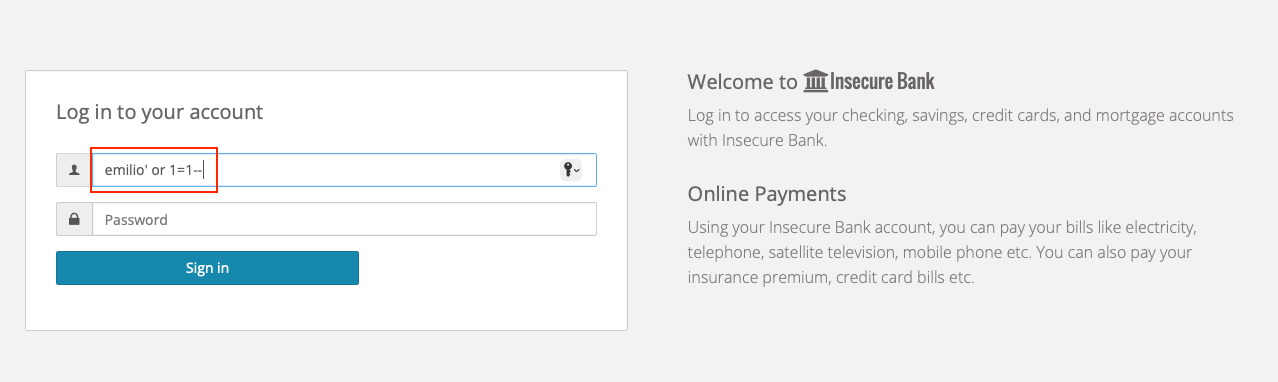 Log in to your account
emilio' or 1=1--
Password
Sign in
Welcome to Insecure Bank
Log in to access your checking, savings, credit cards, and mortgage accounts
with Insecure Bank.
Online Payments
Using your Insecure Bank account, you can pay your bills like electricity,
telephone, satellite television, mobile phone etc. You can also pay your
insurance premium, credit card bills etc.